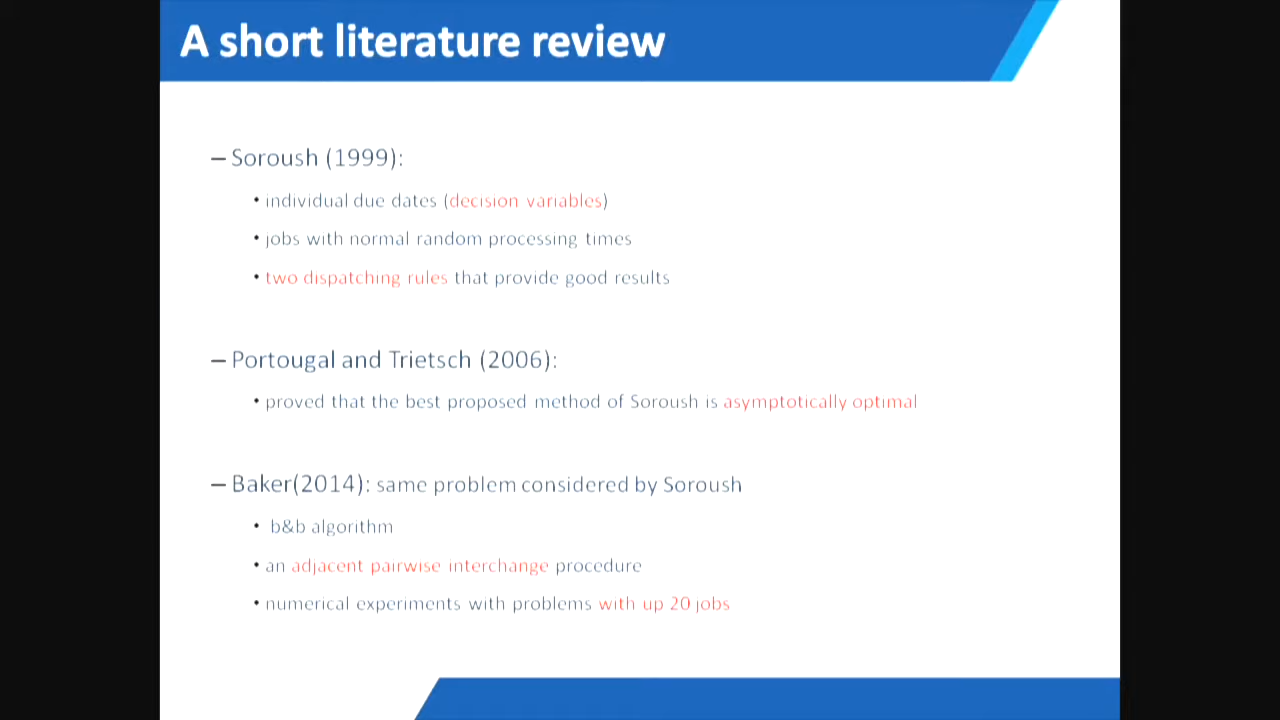 A short literature review
– Soroush (1999):
• individual due dates (decision variables)
• jobs with normal random processing times
• two dispatching rules that provide good results
– Portougal and Trietsch (2006):
• proved that the best proposed method of Soroush is asymptotically optimal
– Baker(2014): same problem considered by Soroush
• b&b algorithm
• an adjacent pairwise interchange procedure
• numerical experiments with problems with up 20 jobs